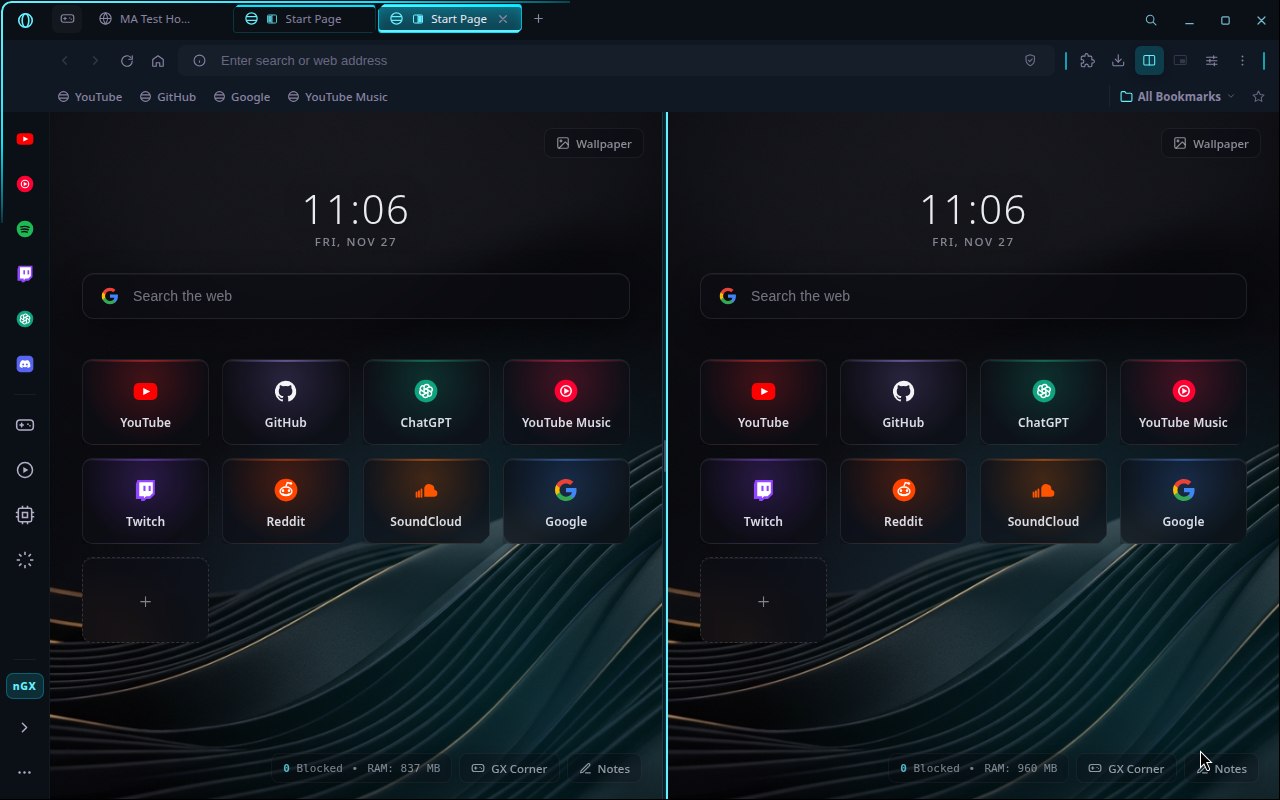 MA Test Ho...
Start Page
Start Page
Enter search or web address
YouTube
GitHub
Google
YouTube Music
All Bookmarks
Wallpaper
11:06
FRI, NOV 27
Search the web
YouTube
GitHub
ChatGPT
YouTube Music
Twitch
Reddit
SoundCloud
Google
0 Blocked • RAM: 837 MB
GX Corner
Notes
Wallpaper
11:06
FRI, NOV 27
Search the web
YouTube
GitHub
ChatGPT
YouTube Music
Twitch
Reddit
SoundCloud
Google
0 Blocked • RAM: 960 MB
GX Corner
Notes
nGX